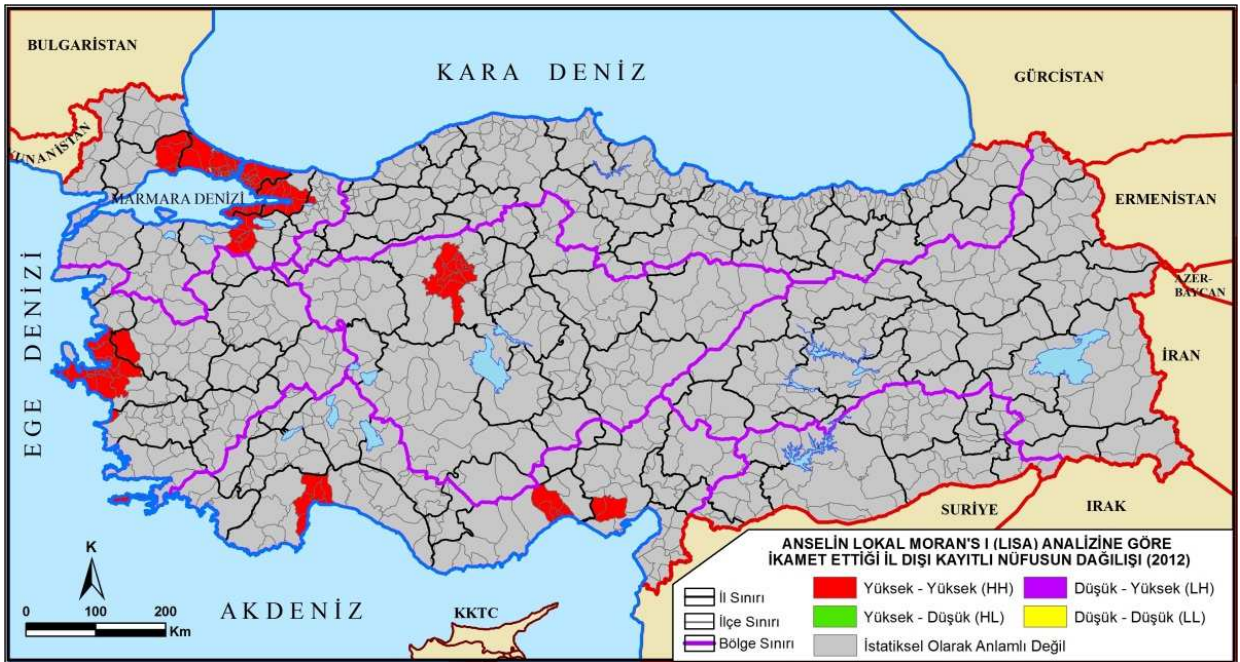 BULGARİSTAN
KARA DENİZ
GÜRCİSTAN
YUNANİSTAN
MARMARA DENİZİ
ERMENİSTAN
AZER-
BAYCAN
İRAN
EGE DENİZİ
SURİYE
IRAK
AKDENİZ
KKTC
K
0 100 200
Km
ANSELİN LOKAL MORAN'S I (LISA) ANALİZİNE GÖRE
İKAMET ETTİĞİ İL DIŞI KAYITLI NÜFUSUN DAĞILIŞI (2012)
İl Sınırı
İlçe Sınırı
Bölge Sınırı
Yüksek - Yüksek (HH)
Düşük - Yüksek (LH)
Yüksek - Düşük (HL)
Düşük - Düşük (LL)
İstatiksel Olarak Anlamlı Değil